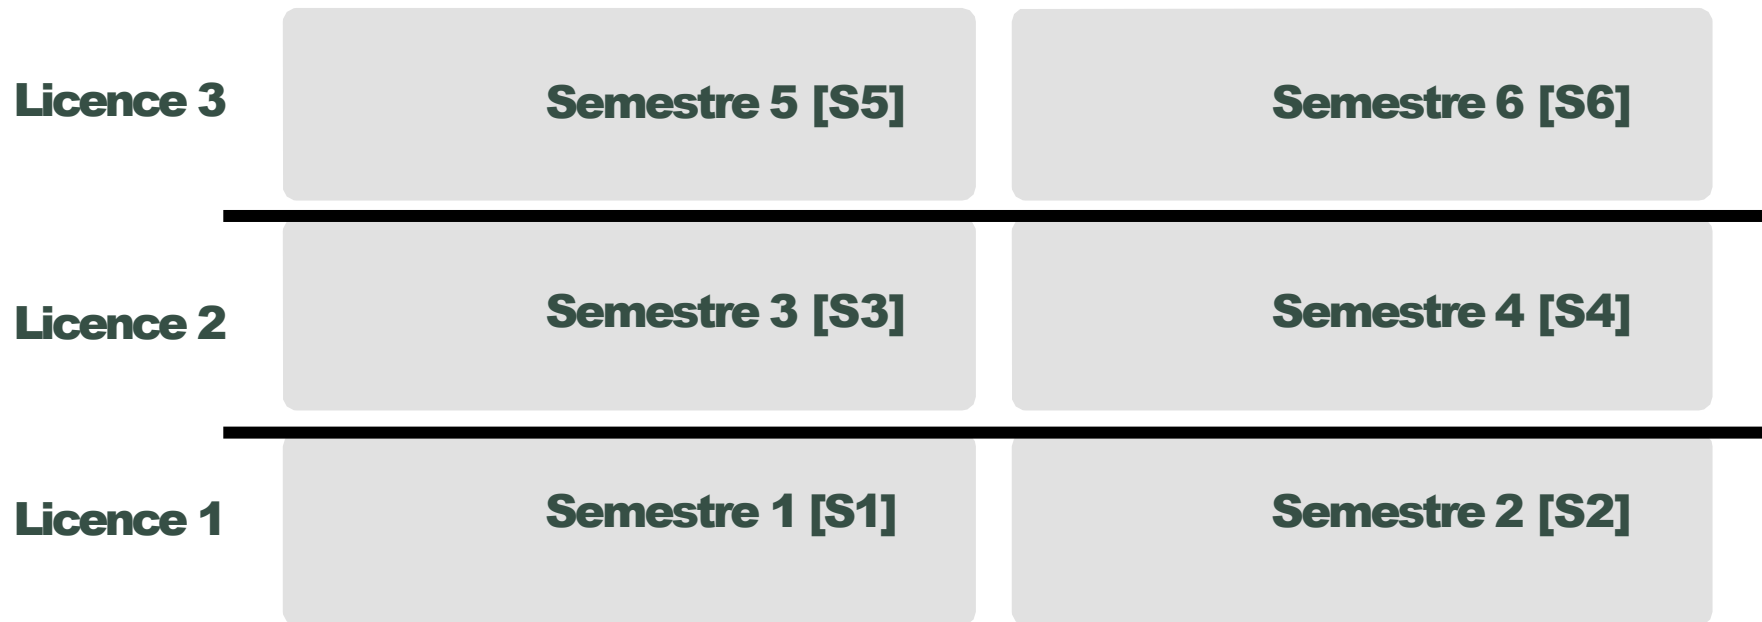 Licence 3
Semestre 5 [S5]
Semestre 6 [S6]
Licence 2
Semestre 3 [S3]
Semestre 4 [S4]
Licence 1
Semestre 1 [S1]
Semestre 2 [S2]